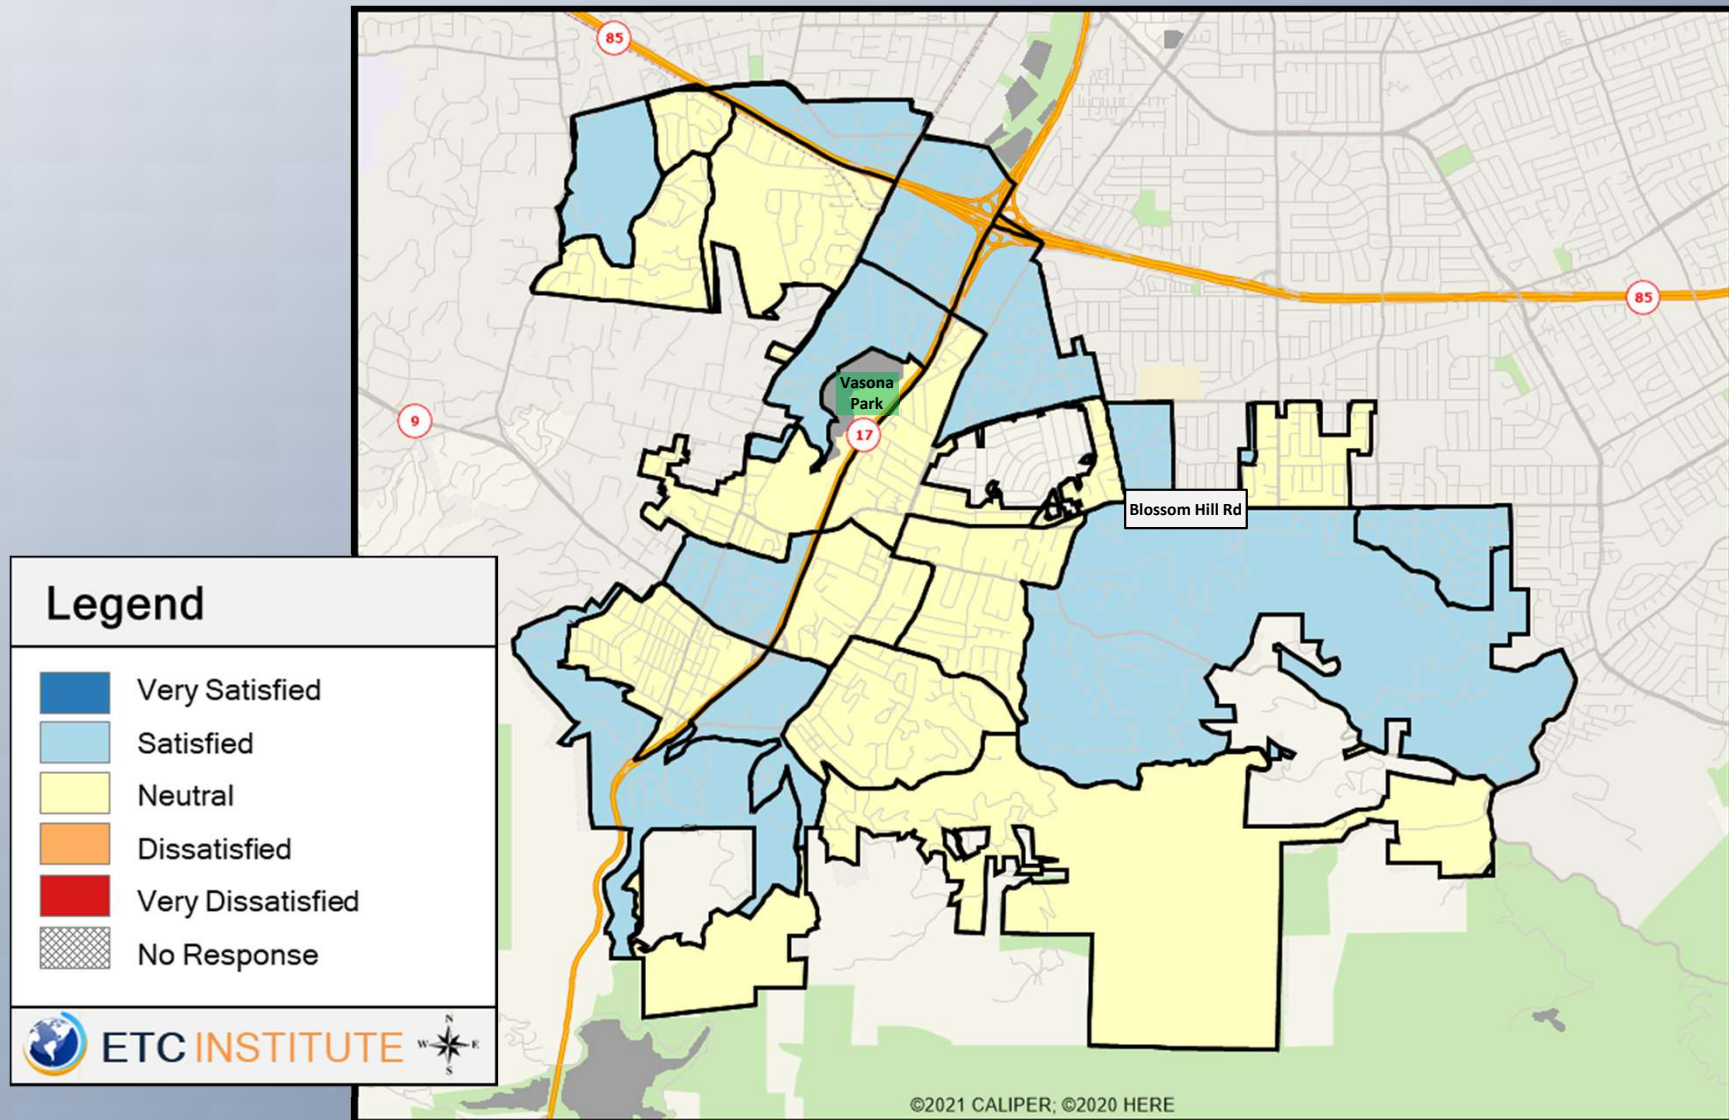 85
Vasona
Park
85
9
17
Blossom Hill Rd
Legend
Very Satisfied
Satisfied
Neutral
Dissatisfied
Very Dissatisfied
No Response
ETC INSTITUTE
N
W E
S
©2021 CALIPER; ©2020 HERE